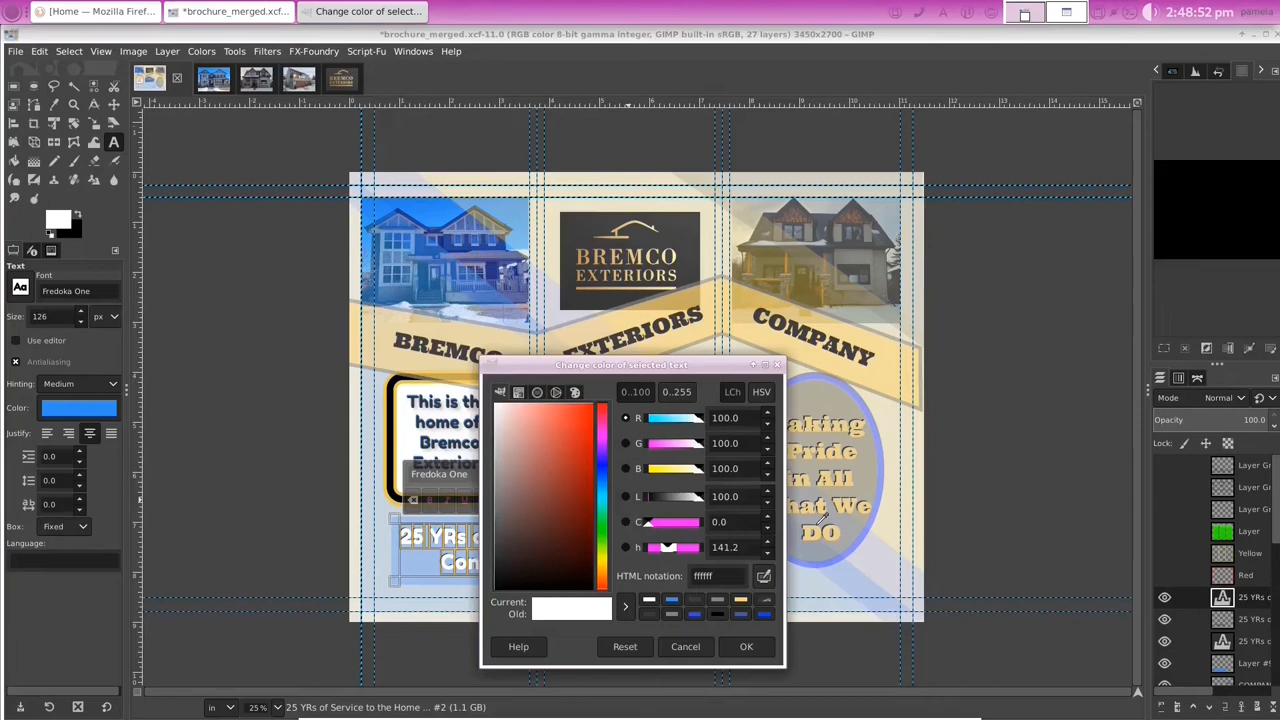 [Home — Mozilla Firef...
*brochure_merged.xcf-...
Change color of select...
2:48:52 pm pamela
*brochure_merged.xcf-11.0 (RGB color 8-bit gamma integer, GIMP built-in sRGB, 27 layers) 3450x2700 – GIMP
File Edit Select View Image Layer Colors Tools Filters FX-Foundry Script-Fu Windows Help
Text
Font
Aa Fredoka One
Size: 126 px
Use editor
Antialiasing
Hinting: Medium
Color:
Justify:
0.0
0.0
0.0
Box: Fixed
Language:
BREMCO
EXTERIORS
BREMCO EXTERIORS COMPANY
This is th
home of
Bremco
Exterior
Fredoka One
25 YRs
Con
aking
Pride
in All
hat We
DO
Change color of selected text
0..100 0..255 LCh HSV
R 100.0
G 100.0
B 100.0
L 100.0
C 0.0
h 141.2
HTML notation: ffffff
Current:
Old:
Help Reset Cancel OK
Mode Normal
Opacity 100.0
Lock:
Layer Gr
Layer Gr
Layer Gr
Layer
Yellow
Red
25 YRs c
25 YRs c
25 YRs c
Layer #9
in 25 % 25 YRs of Service to the Home ... #2 (1.1 GB)